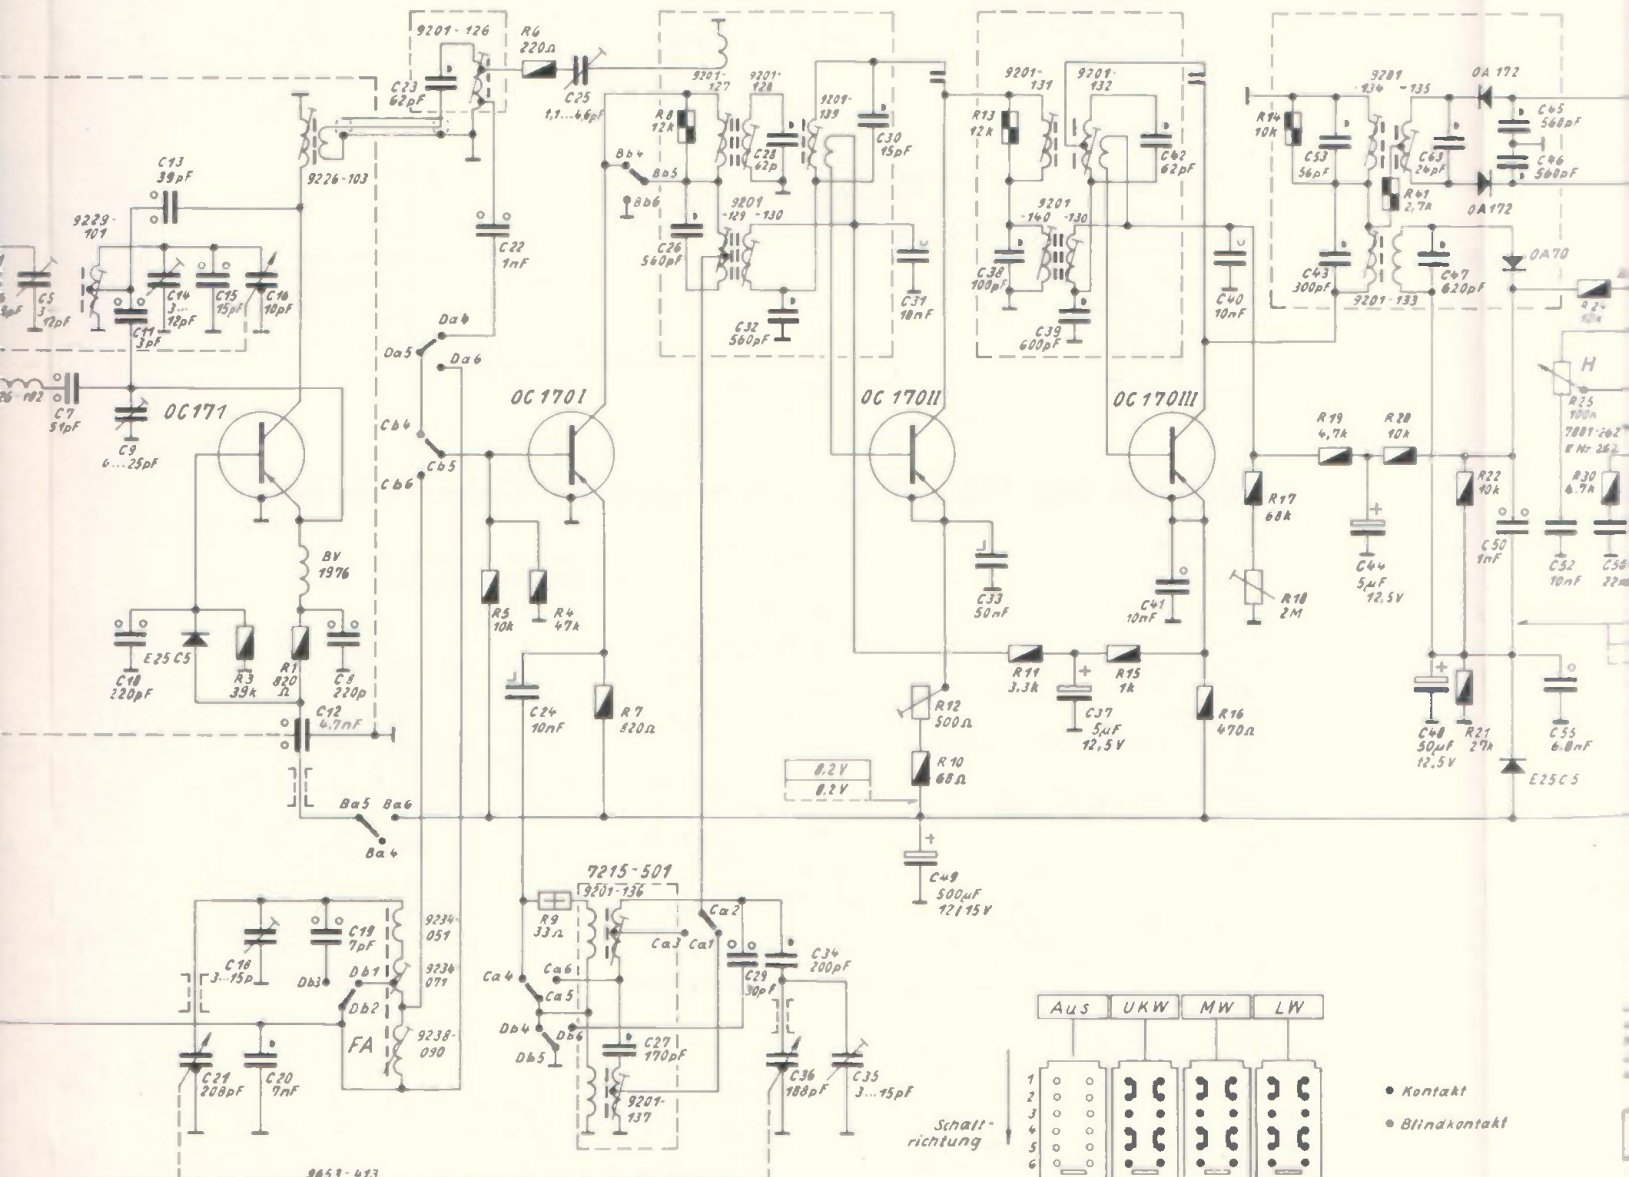 9201-126
R6
220Ω
C23
62pF
C25
1,1...4,6pF
9201-
127
9201-
128
9201-
139
R8
12k
C28
62p
C30
15pF
Bb4
Bb5
Bb6
C26
560pF
9201
-129-130
C32
560pF
C31
10nF
9201-
131
9201-
132
R13
12k
C42
62pF
9201
-140-130
C38
100pF
C39
600pF
C40
10nF
9201
-134
-135
OA172
R14
10k
C53
56pF
C63
24pF
C45
560pF
C46
560pF
R41
2,7k
OA172
C43
300pF
9201-133
C47
620pF
OA70
R24
10k
C13
39pF
9226-103
9229-
101
C5
3...
12pF
C14
3...
12pF
C15
15pF
C16
10pF
C11
3pF
C22
1nF
Da4
Da5
Da6
C7
51pF
C9
6...25pF
OC171
Cb4
Cb5
Cb6
OC170I
OC170II
OC170III
H
R25
100k
7881-262
R19
4,7k
R20
10k
R17
68k
R18
2M
C44
5µF
12,5V
R22
10k
C50
1nF
C52
10nF
R30
6.7k
BV
1976
C10
220pF
E25C5
R3
39k
R1
820
Ω
C8
220p
C12
4,7nF
R5
10k
R4
47k
C24
10nF
R7
820Ω
C33
50nF
C41
10nF
R11
3,3k
R15
1k
R12
500Ω
C37
5µF
12,5V
R16
470Ω
R10
68Ω
8.2V
8.2V
C48
50µF
12,5V
R21
27k
C55
6.8nF
E25C5
Ba5
Ba6
Ba4
C49
500µF
12/15V
7215-501
9201-136
R9
33Ω
Ca2
Ca3
Ca1
C29
30pF
C34
200pF
C19
7pF
C18
3...15p
9234-
051
9234
071
Db3
Db1
Db2
FA
9238-
090
Ca4
Ca6
Ca5
Db4
Db6
Db5
C27
170pF
9201-
137
C21
208pF
C20
7nF
C36
188pF
C35
3...15pF
Aus
UKW
MW
LW
1
2
3
4
5
6
Schalt-
richtung
Kontakt
Blindkontakt